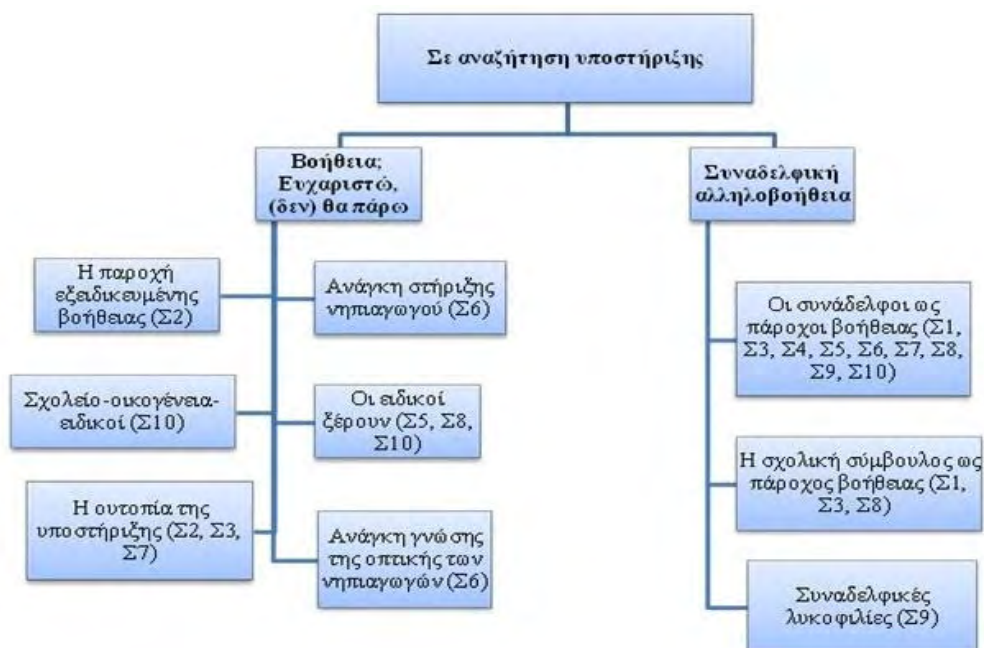 Σε αναζήτηση υποστήριξης
Βοήθεια;
Ευχαριστώ,
(δεν) θα πάρω
Η παροχή
εξειδικευμένης
βοήθειας (Σ2)
Ανάγκη στήριξης
νηπιαγωγού (Σ6)
Σχολείο-οικογένεια-
ειδικοί (Σ10)
Οι ειδικοί
ξέρουν (Σ5, Σ8,
Σ10)
Η ουτοπία της
υποστήριξης (Σ2, Σ3,
Σ7)
Ανάγκη γνώσης
της οπτικής των
νηπιαγωγών (Σ6)
Συναδελφική
αλληλοβοήθεια
Οι συνάδελφοι ως
πάροχοι βοήθειας (Σ1,
Σ3, Σ4, Σ5, Σ6, Σ7, Σ8,
Σ9, Σ10)
Η σχολική σύμβουλος ως
πάροχος βοήθειας (Σ1,
Σ3, Σ8)
Συναδελφικές
λυκοφιλίες (Σ9)